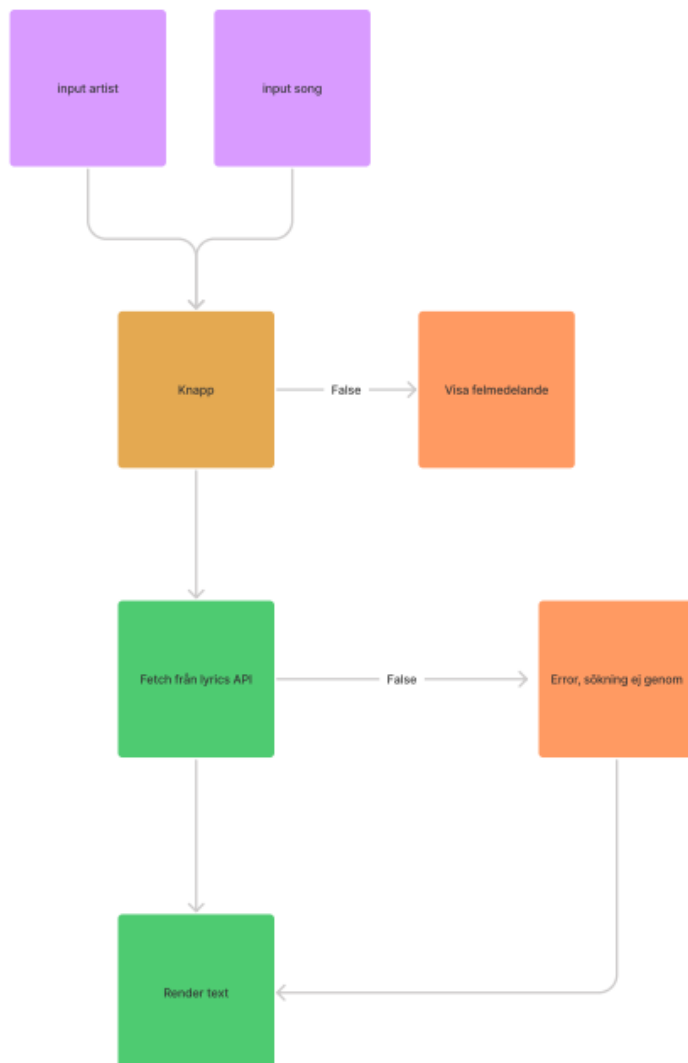 input artist
input song
Knapp
False
Visa felmedelande
Fetch från lyrics API
False
Error, sökning ej genom
Render text